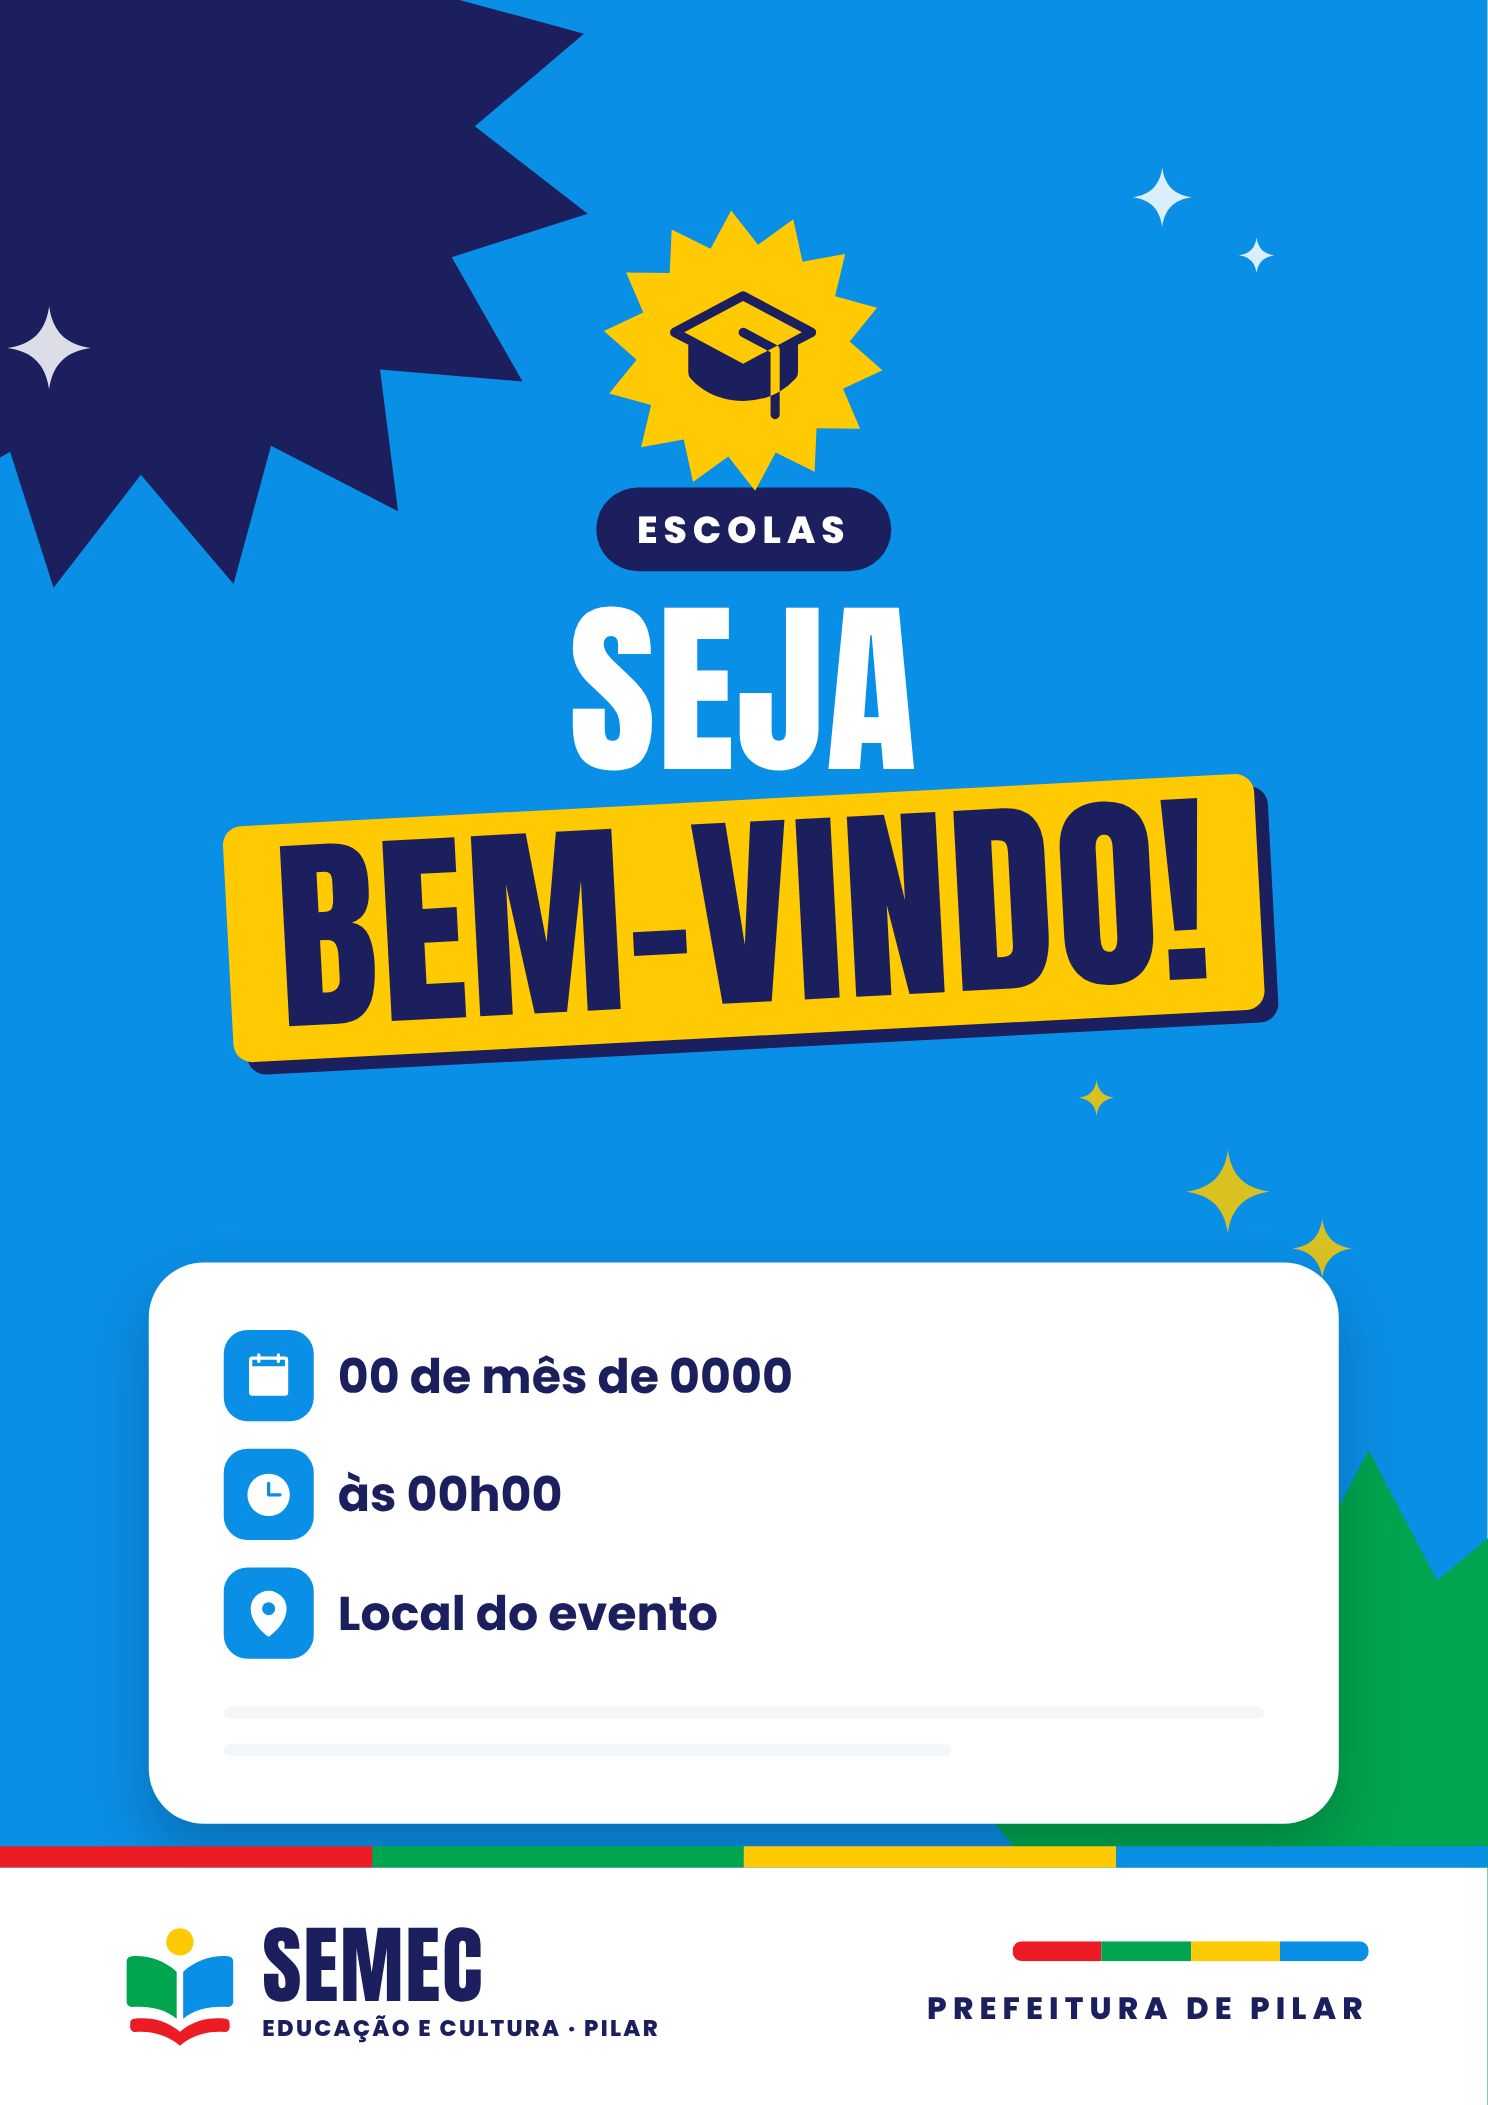 ESCOLAS
SEJA
BEM-VINDO!
00 de mês de 0000
às 00h00
Local do evento
SEMEC
EDUCAÇÃO E CULTURA · PILAR
PREFEITURA DE PILAR